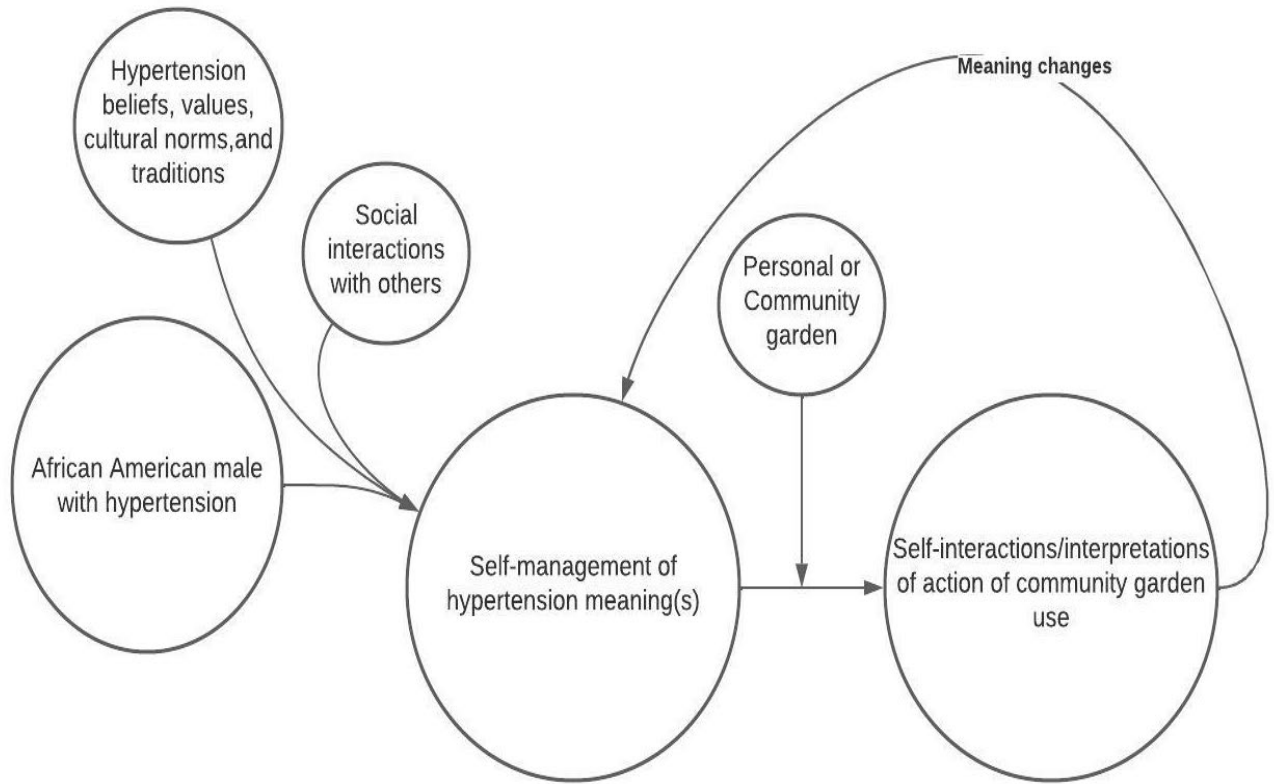 Hypertension
beliefs, values,
cultural norms,and
traditions
Meaning changes
Social
interactions
with others
Personal or
Community
garden
African American male
with hypertension
Self-management of
hypertension meaning(s)
Self-interactions/interpretations
of action of community garden
use